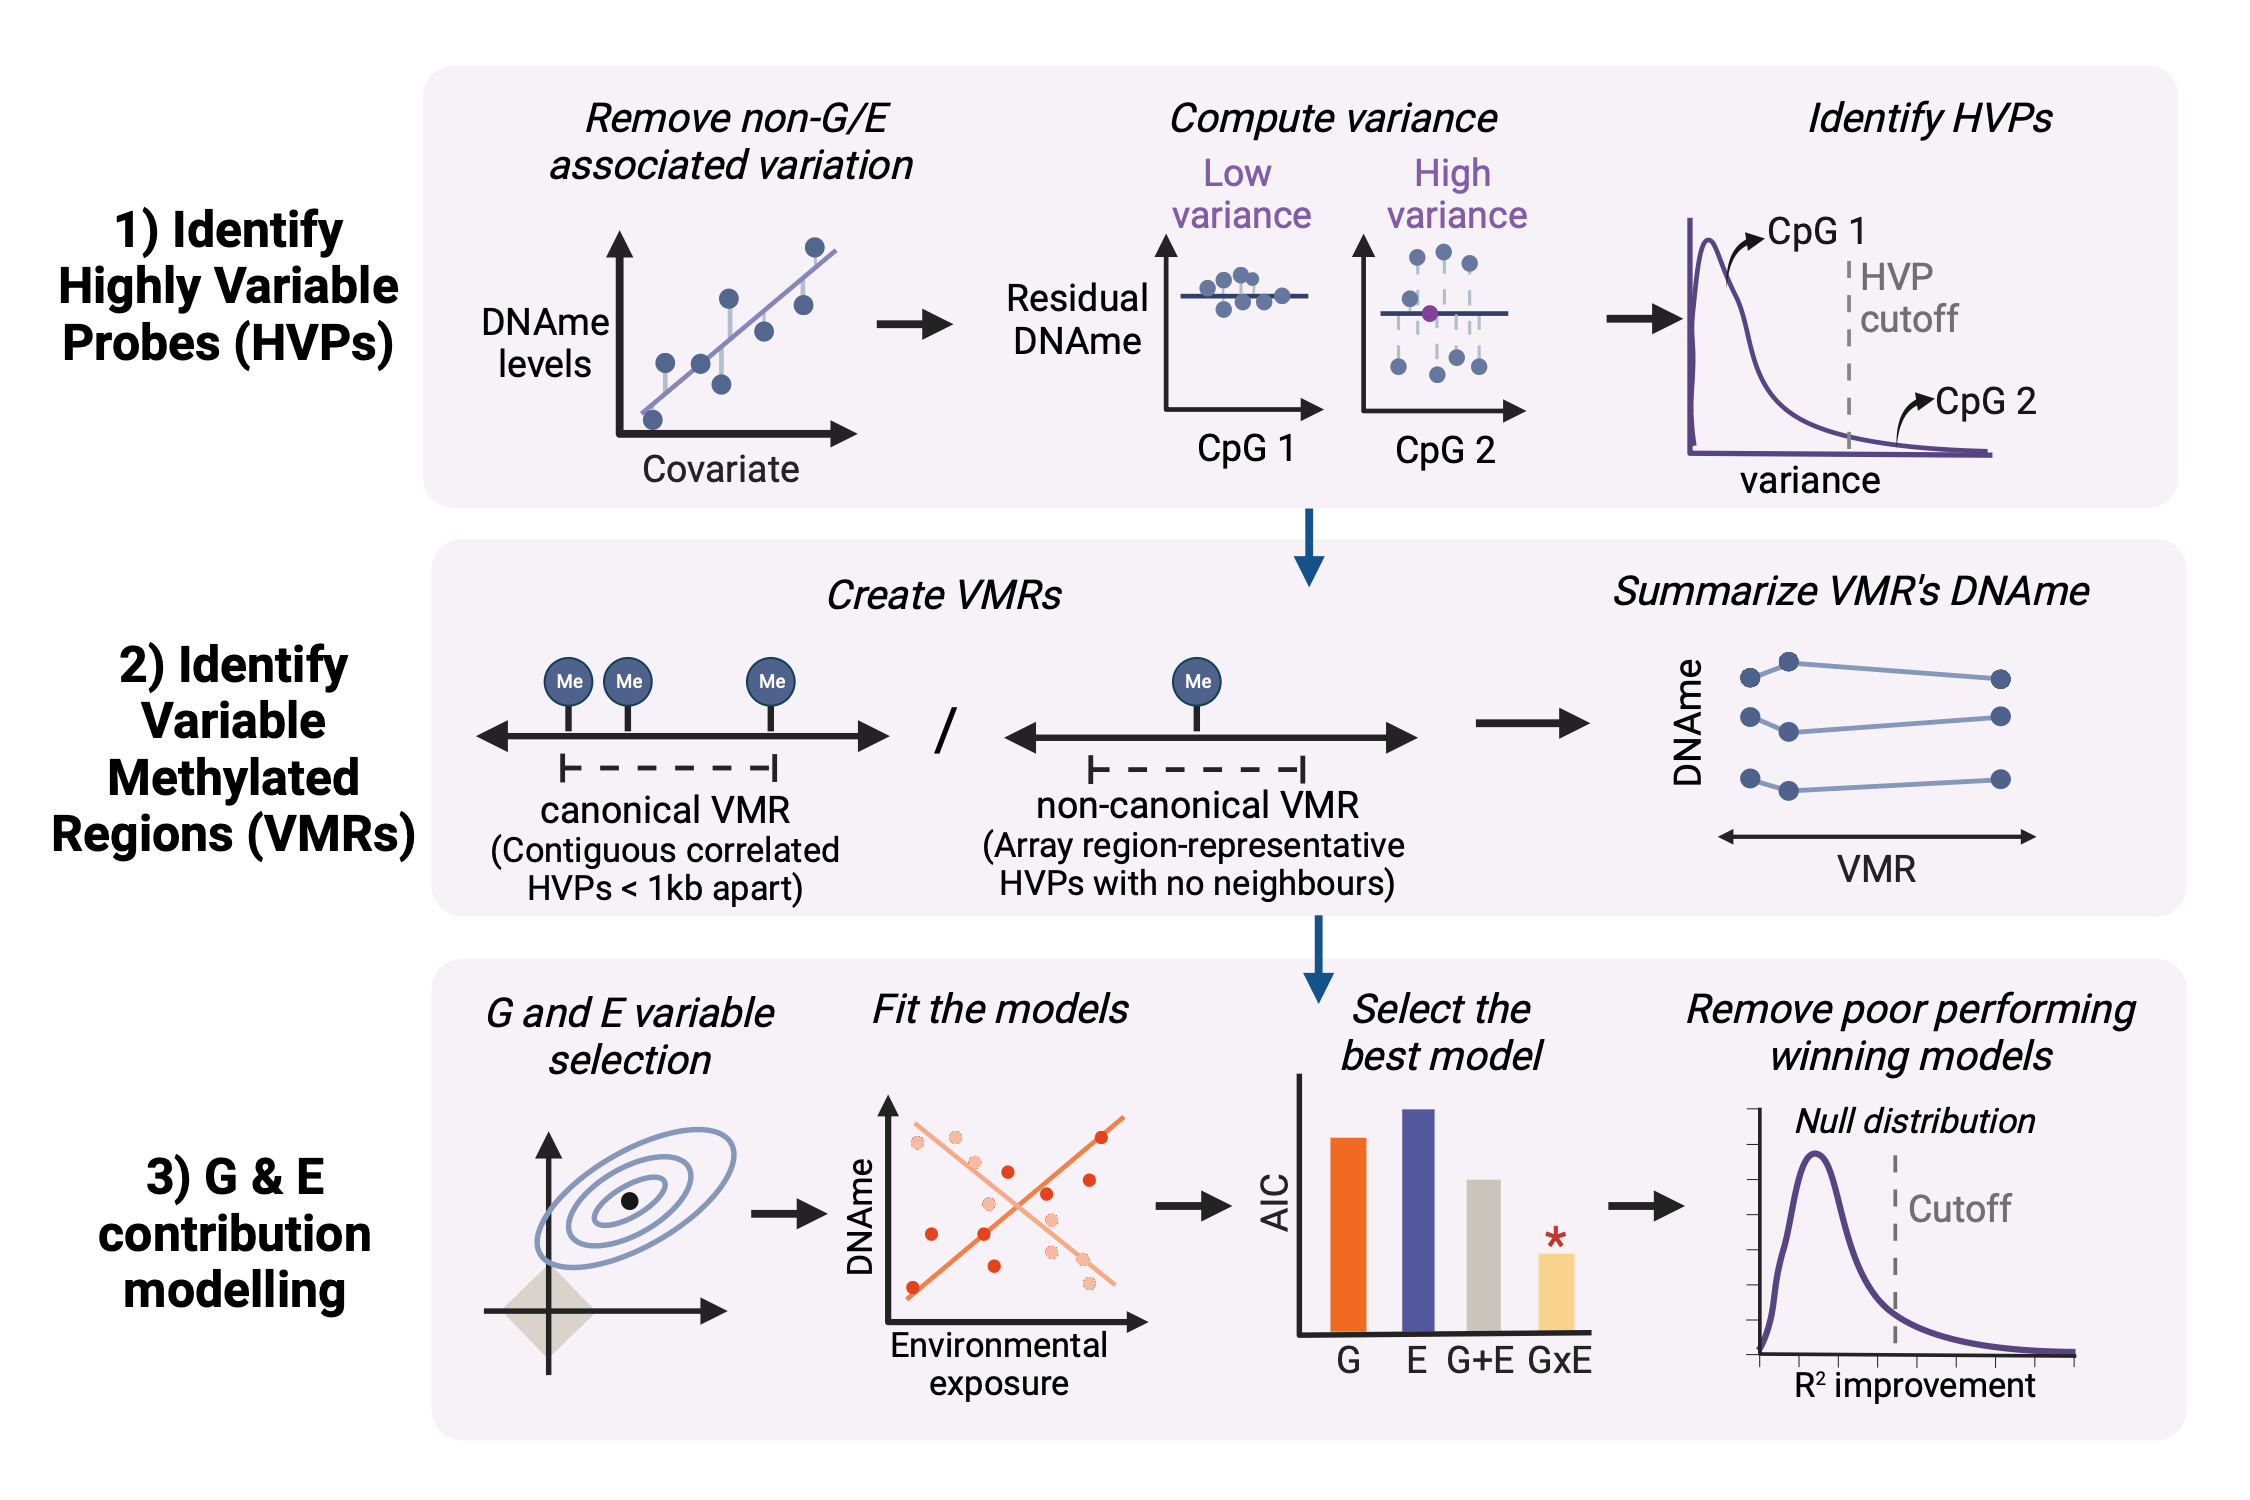 1) Identify
Highly Variable
Probes (HVPs)
Remove non-G/E
associated variation
DNAme
levels
Covariate
Compute variance
Low
variance
High
variance
Residual
DNAme
CpG 1
CpG 2
Identify HVPs
CpG 1
HVP
cutoff
CpG 2
variance
2) Identify
Variable
Methylated
Regions (VMRs)
Create VMRs
Me
Me
Me
canonical VMR
(Contiguous correlated
HVPs < 1kb apart)
/
Me
non-canonical VMR
(Array region-representative
HVPs with no neighbours)
Summarize VMR's DNAme
DNAme
VMR
3) G & E
contribution
modelling
G and E variable
selection
Fit the models
DNAme
Environmental
exposure
Select the
best model
AIC
*
G E G+E GxE
Remove poor performing
winning models
Null distribution
Cutoff
R² improvement